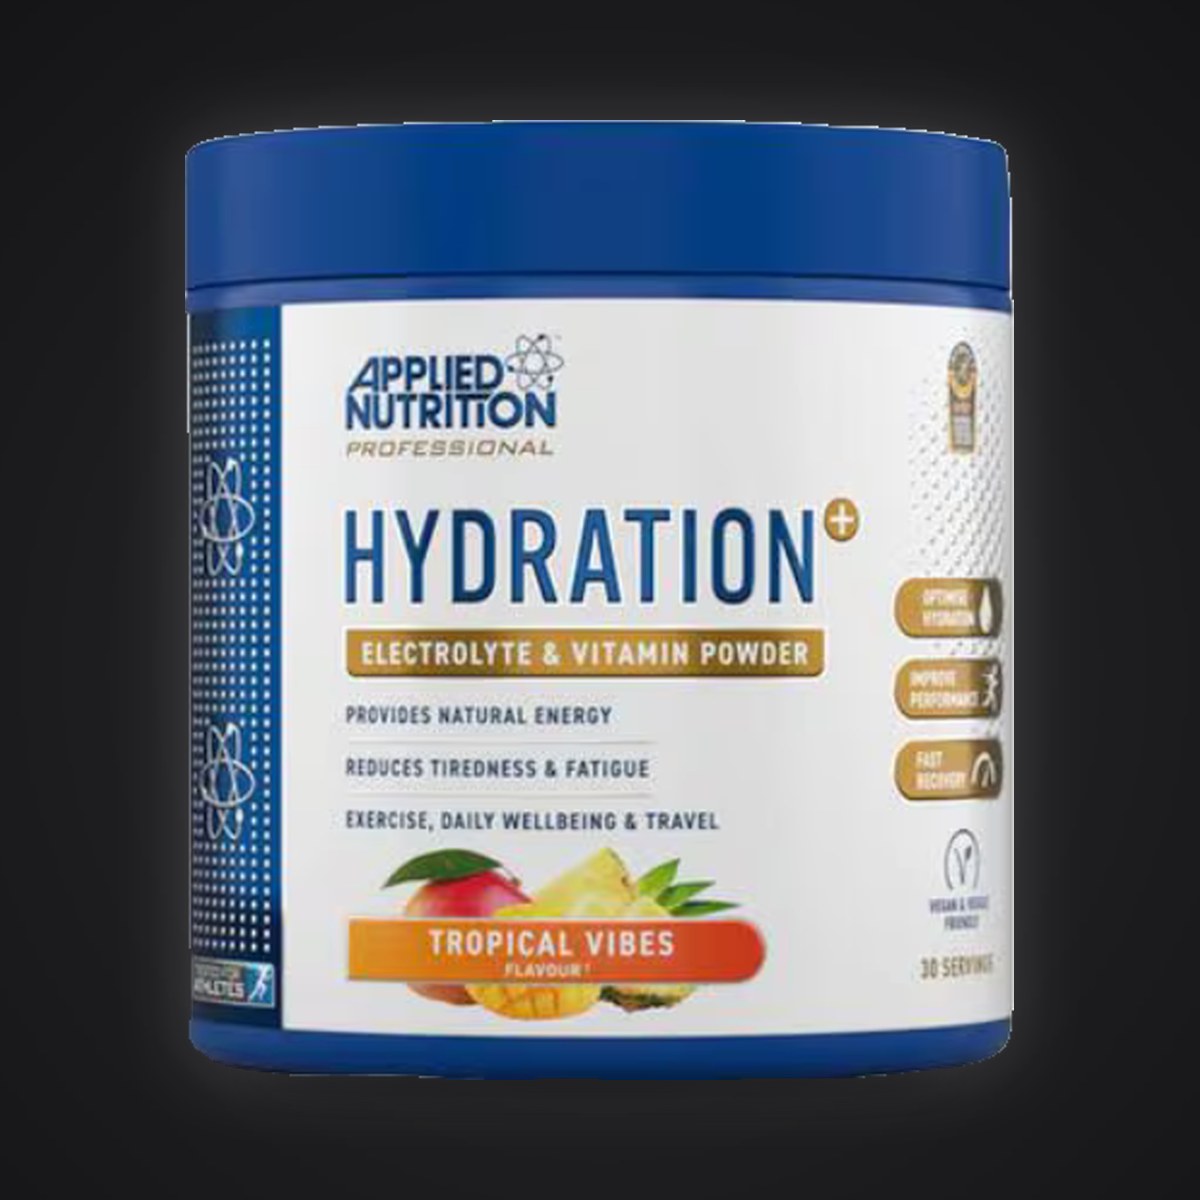 APPLIED
NUTRITION
PROFESSIONAL
HYDRATION+
ELECTROLYTE & VITAMIN POWDER
PROVIDES NATURAL ENERGY
REDUCES TIREDNESS & FATIGUE
EXERCISE, DAILY WELLBEING & TRAVEL
TROPICAL VIBES
FLAVOUR
OPTIMISE
HYDRATION
IMPROVE
PERFORMANCE
FAST
RECOVERY
VEGAN & VEGGIE
FRIENDLY
30 SERVINGS
ATHLETES